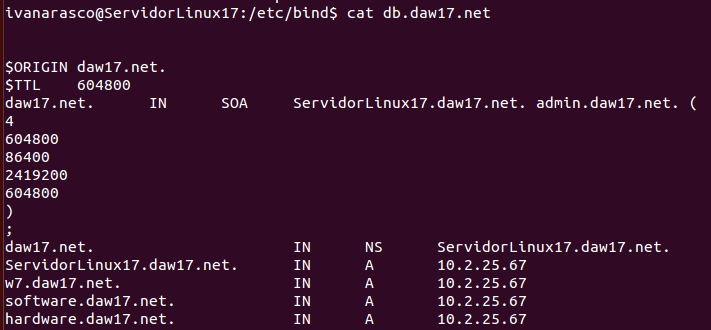 ivanarasco@ServidorLinux17:/etc/bind$ cat db.daw17.net
$ORIGIN daw17.net.
$TTL    604800
daw17.net.      IN      SOA     ServidorLinux17.daw17.net. admin.daw17.net. (
4
604800
86400
2419200
604800
)
;
daw17.net.                      IN      NS      ServidorLinux17.daw17.net.
ServidorLinux17.daw17.net.      IN      A       10.2.25.67
w7.daw17.net.                   IN      A       10.2.25.67
software.daw17.net.             IN      A       10.2.25.67
hardware.daw17.net.             IN      A       10.2.25.67